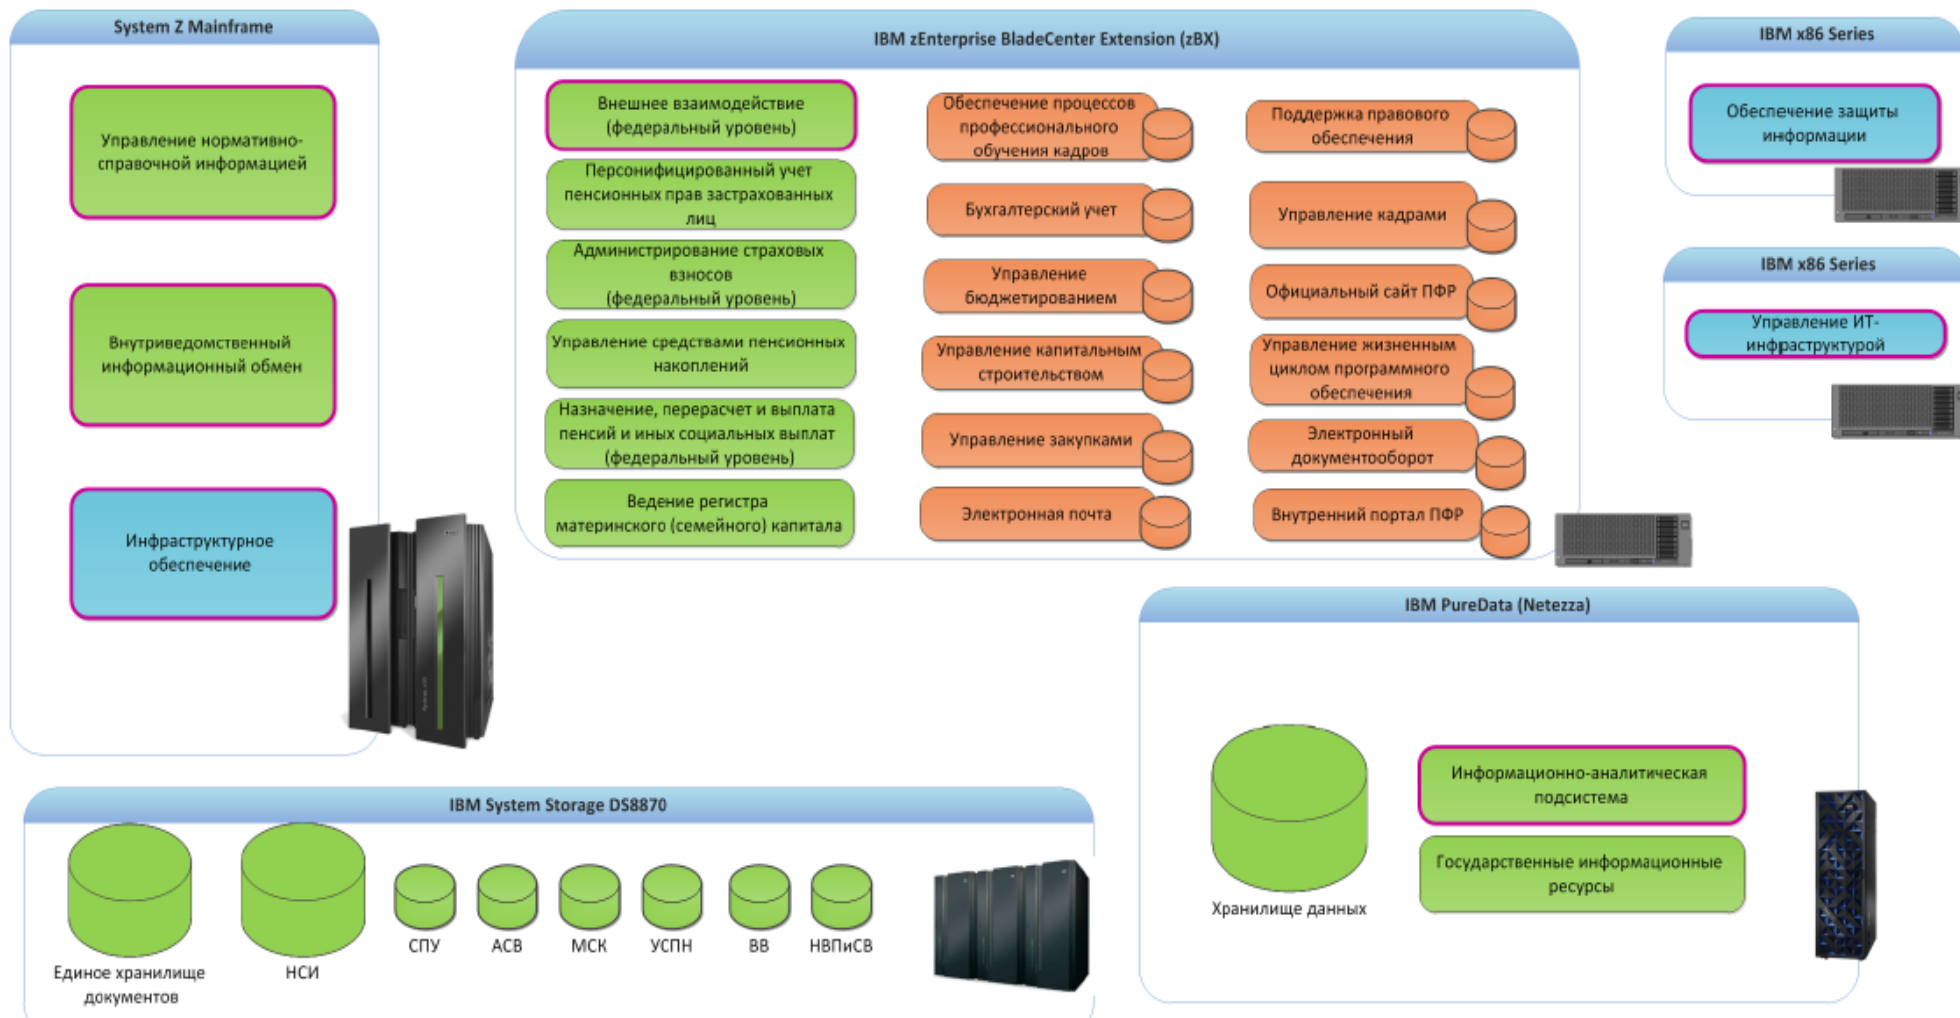 System Z Mainframe
Управление нормативно-
справочной информацией
Внутриведомственный
информационный обмен
Инфраструктурное
обеспечение
IBM zEnterprise BladeCenter Extension (zBX)
Внешнее взаимодействие
(федеральный уровень)
Персонифицированный учет
пенсионных прав застрахованных
лиц
Администрирование страховых
взносов
(федеральный уровень)
Управление средствами пенсионных
накоплений
Назначение, перерасчет и выплата
пенсий и иных социальных выплат
(федеральный уровень)
Ведение регистра
материнского (семейного) капитала
Обеспечение процессов
профессионального
обучения кадров
Бухгалтерский учет
Управление
бюджетированием
Управление капитальным
строительством
Управление закупками
Электронная почта
Поддержка правового
обеспечения
Управление кадрами
Официальный сайт ПФР
Управление жизненным
циклом программного
обеспечения
Электронный
документооборот
Внутренний портал ПФР
IBM x86 Series
Обеспечение защиты
информации
IBM x86 Series
Управление ИТ-
инфраструктурой
IBM PureData (Netezza)
Хранилище данных
Информационно-аналитическая
подсистема
Государственные информационные
ресурсы
IBM System Storage DS8870
Единое хранилище
документов
НСИ
СПУ
АСВ
МСК
УСПН
ВВ
НВПиСВ